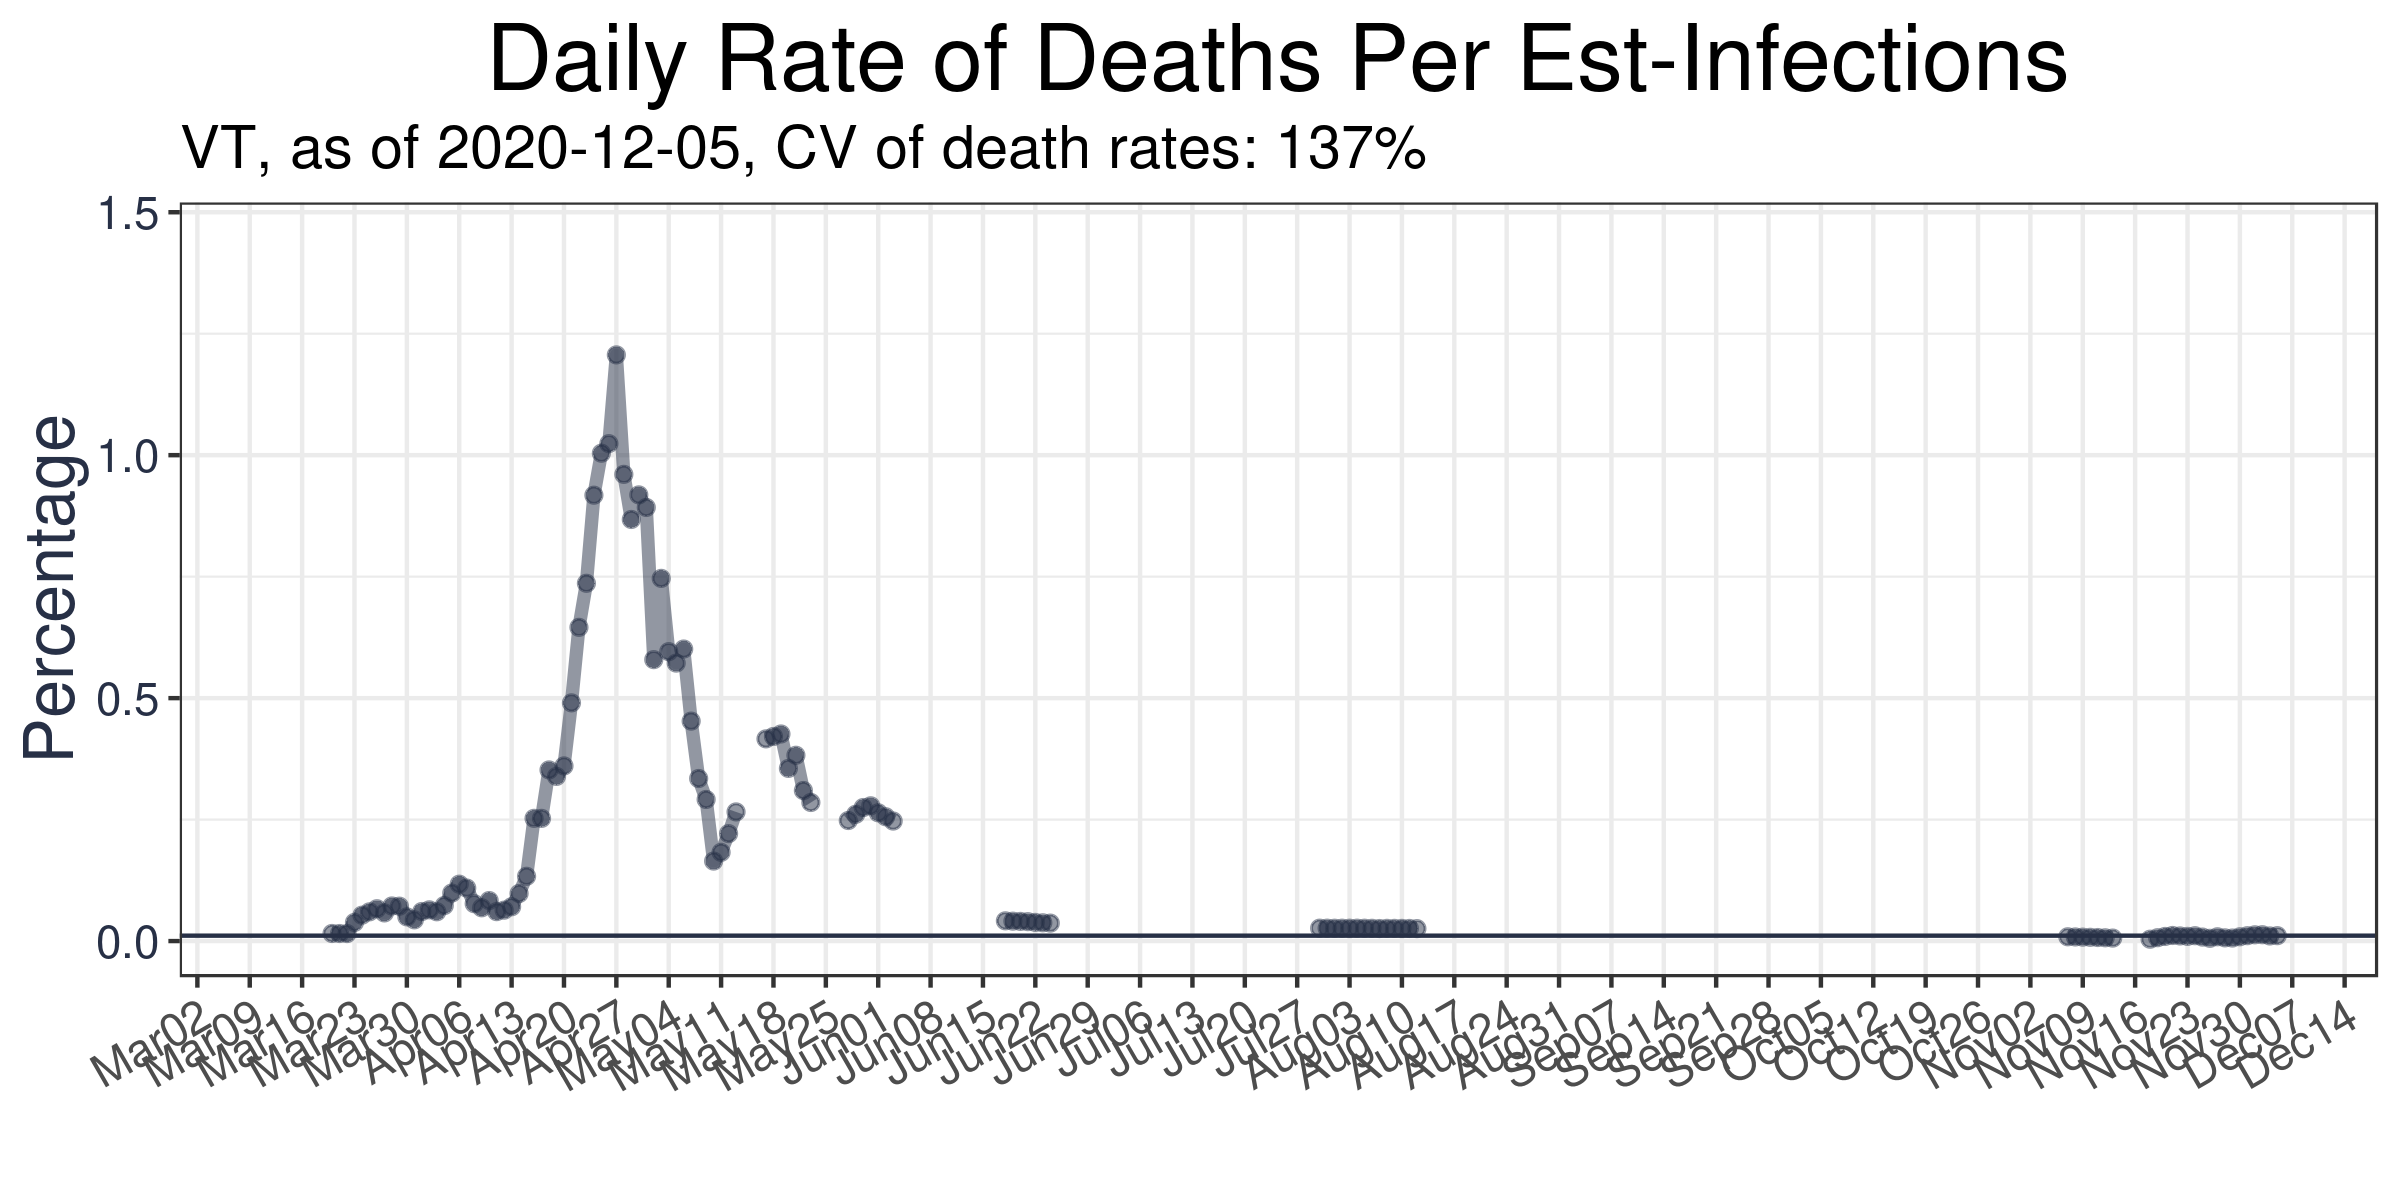 Daily Rate of Deaths Per Est-Infections
VT, as of 2020-12-05, CV of death rates: 137%
Percentage
1.5
1.0
0.5
0.0
Mar02
Mar09
Mar16
Mar23
Mar30
Apr06
Apr13
Apr20
Apr27
May04
May11
May18
May25
Jun01
Jun08
Jun15
Jun22
Jun29
Jul06
Jul13
Jul20
Jul27
Aug03
Aug10
Aug17
Aug24
Aug31
Sep07
Sep14
Sep21
Sep28
Oct05
Oct12
Oct19
Oct26
Nov02
Nov09
Nov16
Nov23
Nov30
Dec07
Dec14